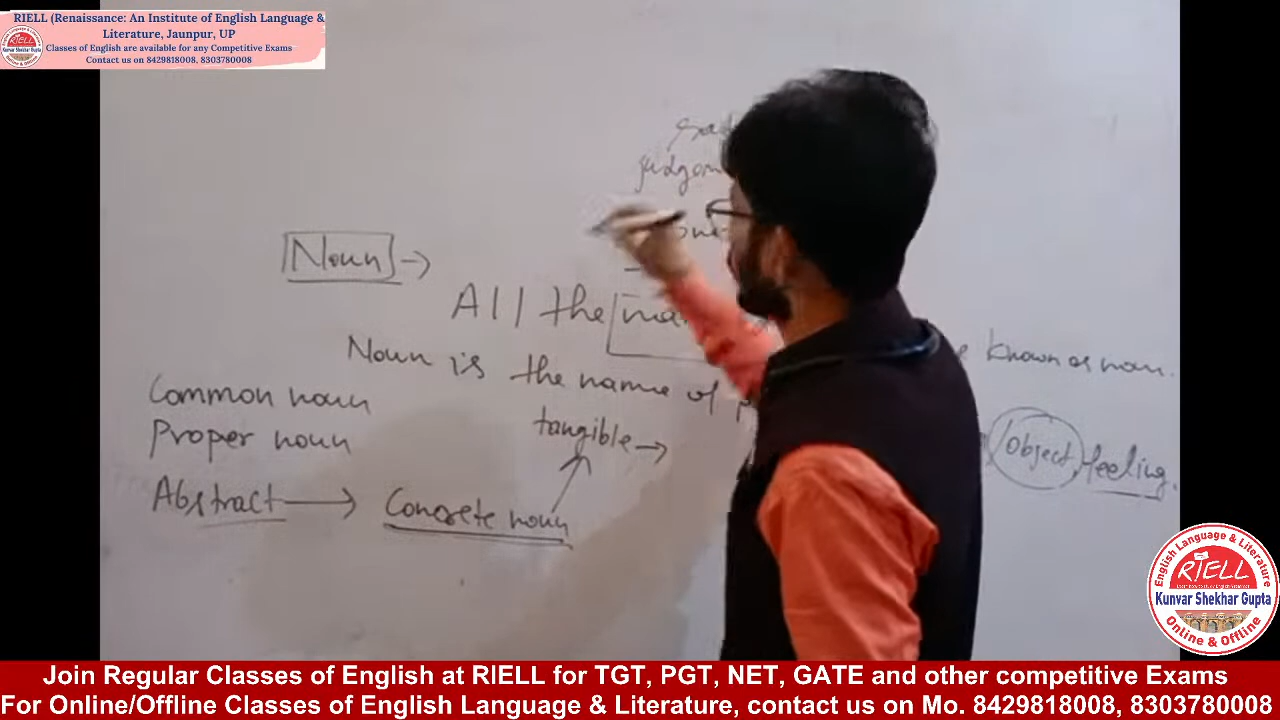 RIELL (Renaissance: An Institute of English Language &
Literature, Jaunpur, UP
Classes of English are available for any Competitive Exams
Contact us on 8429818008, 8303780008
Noun →
All the
known as noun.
Noun is the name of
object, feeling.
Common noun
Proper noun
tangible →
Abstract → Concrete noun
English Language & Literature
RIELL
Kunvar Shekhar Gupta
Online & Offline
Join Regular Classes of English at RIELL for TGT, PGT, NET, GATE and other competitive Exams
For Online/Offline Classes of English Language & Literature, contact us on Mo. 8429818008, 8303780008